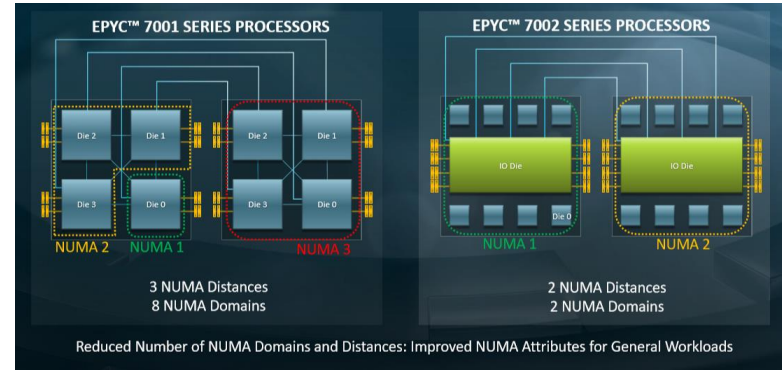 EPYC™ 7001 SERIES PROCESSORS
Die 2
Die 1
Die 2
Die 1
Die 3
Die 0
Die 3
Die 0
NUMA 2
NUMA 1
NUMA 3
3 NUMA Distances
8 NUMA Domains
EPYC™ 7002 SERIES PROCESSORS
IO Die
IO Die
Die 0
NUMA 1
NUMA 2
2 NUMA Distances
2 NUMA Domains
Reduced Number of NUMA Domains and Distances: Improved NUMA Attributes for General Workloads